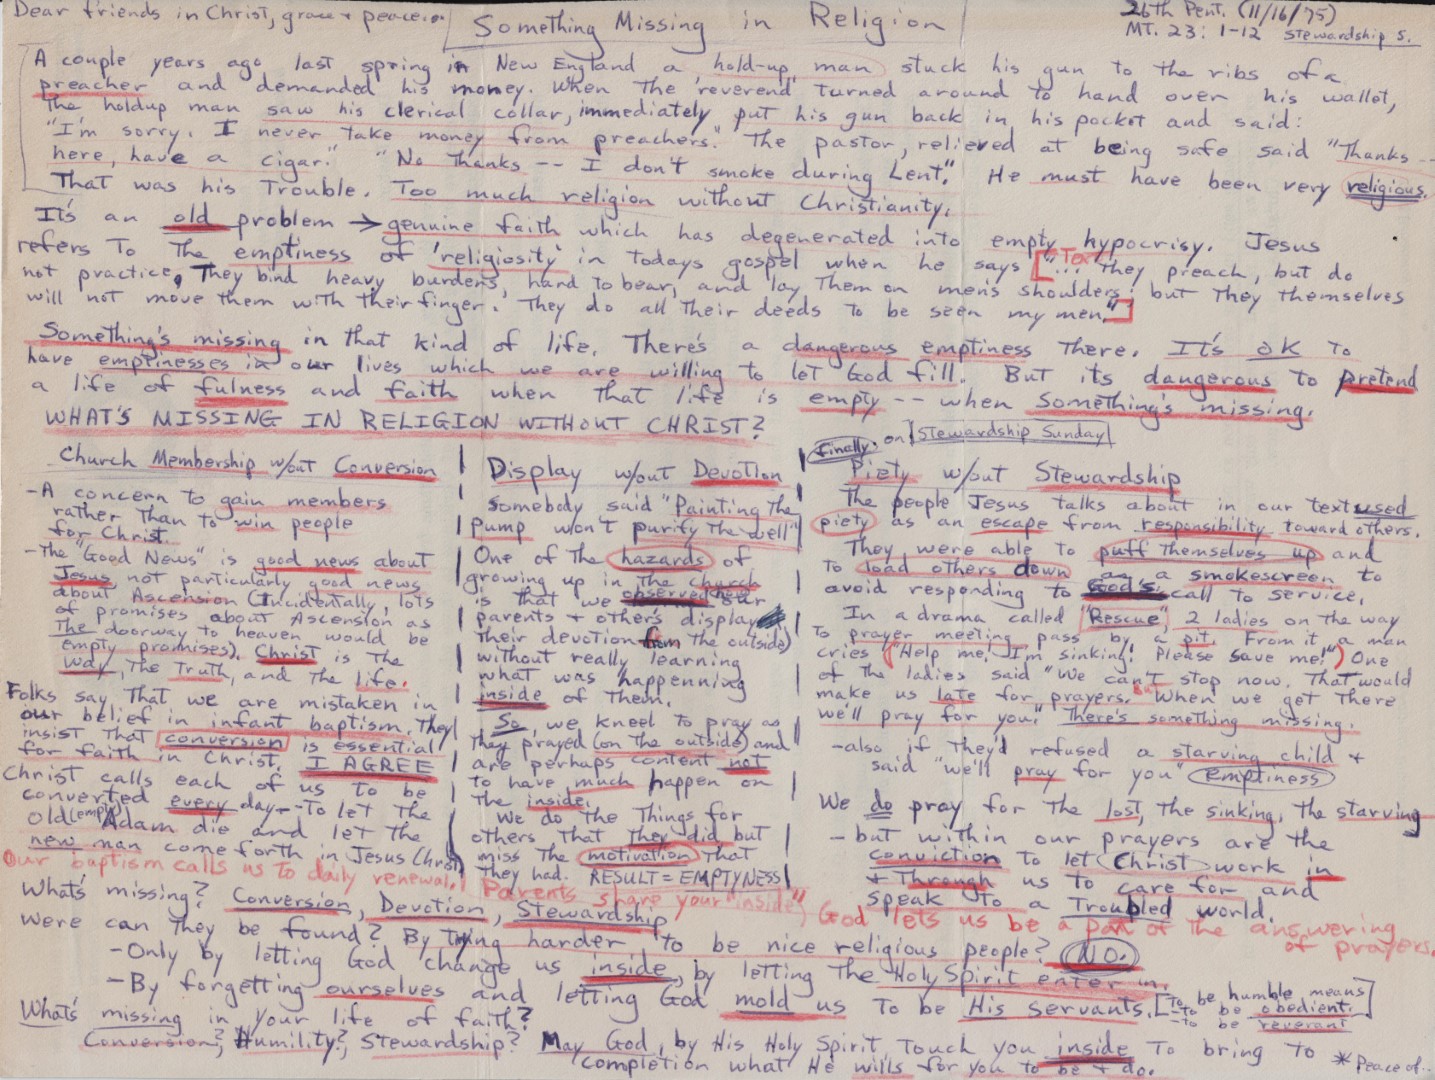 Dear friends in Christ, grace + peace...
Something Missing in Religion
26th Pent. (11/16/75)
MT. 23: 1-12 Stewardship S.
A couple years ago last spring in New England a hold-up man stuck his gun to the ribs of a
preacher and demanded his money. When the 'reverend' turned around to hand over his wallet,
the holdup man saw his clerical collar, immediately put his gun back in his pocket and said:
"I'm sorry. I never take money from preachers." The pastor, relieved at being safe said "Thanks--
here, have a cigar." "No thanks -- I don't smoke during Lent." He must have been very religious.
That was his trouble. Too much religion without Christianity.
It's an old problem → genuine faith which has degenerated into empty hypocrisy. Jesus
refers to the emptiness of 'religiosity' in todays gospel when he says Text ["... they preach, but do
not practice. They bind heavy burdens, hard to bear, and lay them on men's shoulders; but they themselves
will not move them with their finger. They do all their deeds to be seen my men."]
Something's missing in that kind of life. There's a dangerous emptiness there. It's OK to
have emptinesses in our lives which we are willing to let God fill. But its dangerous to pretend
a life of fulness and faith when that life is empty -- when something's missing.
WHAT'S MISSING IN RELIGION WITHOUT CHRIST?
Church Membership w/out Conversion
-A concern to gain members
rather than to win people
for Christ.
-The "Good News" is good news about
Jesus not particularly good news
about Ascension (Incidentally, lots
of promises about Ascension as
the doorway to heaven would be
empty promises). Christ is the
way, the truth, and the life.
Folks say that we are mistaken in
our belief in infant baptism. They
insist that conversion is essential
for faith in Christ. I AGREE
Christ calls each of us to be
converted every day--to let the
old (empty) Adam die and let the
new man come forth in Jesus Christ
Our baptism calls us to daily renewal.
Display w/out Devotion
Somebody said "Painting the
pump won't purify the well"
One of the hazards of
growing up in the church
is that we observed our
parents + others display
their devotion (from the outside)
without really learning
what was happenning
inside of them.
So, we kneel to pray as
they prayed (on the outside) and
are perhaps content not
to have much happen on
the inside.
We do the things for
others that they did but
miss the motivation that
they had. RESULT = EMPTYNESS
Parents share your "inside"
finally, on Stewardship Sunday
Piety w/out Stewardship
The people Jesus talks about in our text used
piety as an escape from responsibility toward others.
They were able to puff themselves up and
to load others down as a smokescreen to
avoid responding to God's call to service.
In a drama called "Rescue", 2 ladies on the way
to prayer meeting pass by a pit. From it a man
cries ("Help me! I'm sinking! Please save me!") One
of the ladies said "We can't stop now. That would
make us late for prayers. But when we get there
we'll pray for you." There's something missing.
-also if they'd refused a starving child +
said "we'll pray for you" (emptiness)
We do pray for the lost, the sinking, the starving
- but within our prayers are the
conviction to let Christ work in
+ through us to care for and
speak to a troubled world.
God lets us be a part of the answering
of prayers.
What's missing? Conversion, Devotion, Stewardship
Were can they be found? By trying harder to be nice religious people? NO.
-Only by letting God change us inside, by letting the Holy Spirit enter in.
-By forgetting ourselves and letting God mold us to be His servants. [To be humble means
-to be obedient.
-to be reverant]
What's missing in your life of faith?
Conversion?, Humility?, Stewardship? May God, by His Holy Spirit, touch you inside to bring to
completion what He wills for you to be + do. * Peace of...